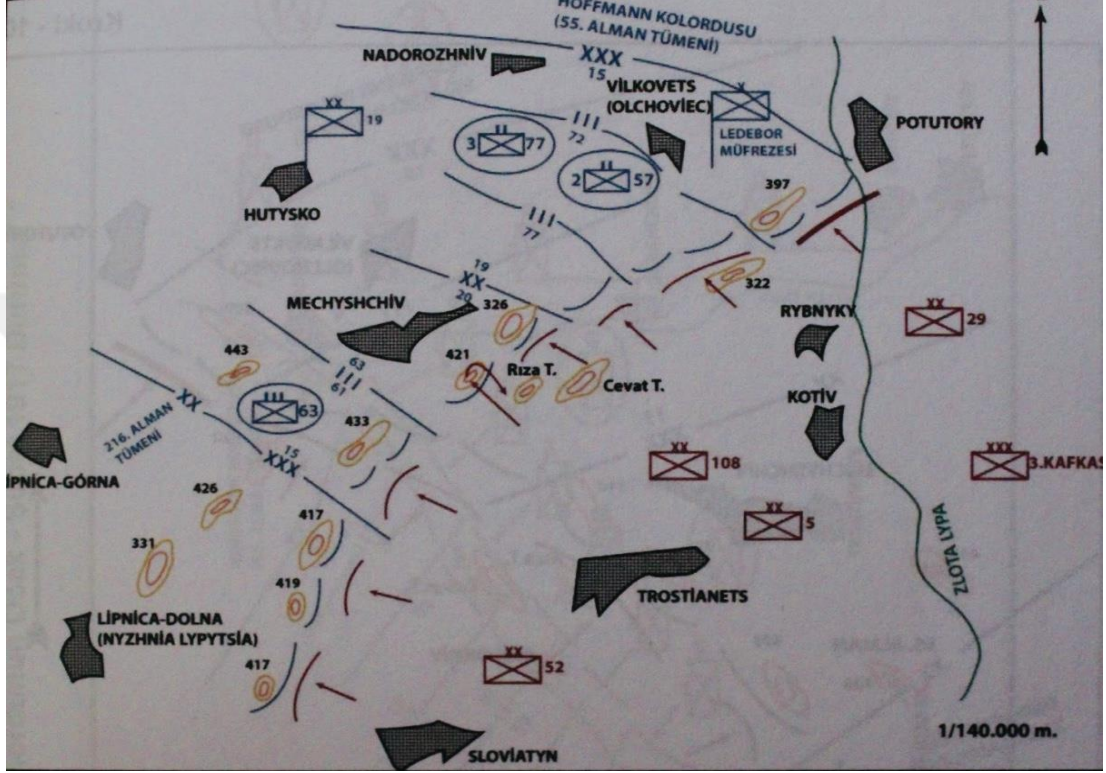 HOFFMANN KOLORDUSU
(55. ALMAN TÜMENİ)
XXX
15
NADOROZHNİV
VİLKOVETS
(OLCHOVİEC)
X
LEDEBOR
MÜFREZESİ
POTUTORY
XX
19
HUTYSKO
III
72
II
3 77
II
2 57
III
77
397
322
19
XX
20
MECHYSHCHİV
326
RYBNYKY
XX
29
421
Rıza T.
Cevat T.
KOTİV
443
63
III
61
III
63
XX
216. ALMAN
TÜMENİ
433
15
XXX
İPNİCA-GÓRNA
XX
108
XXX
3.KAFKAS
426
417
XX
5
331
419
TROSTIANETS
ZLOTA LYPA
LİPNİCA-DOLNA
(NYZHNİA LYPYTSİA)
417
XX
52
SLOVİATYN
1/140.000 m.